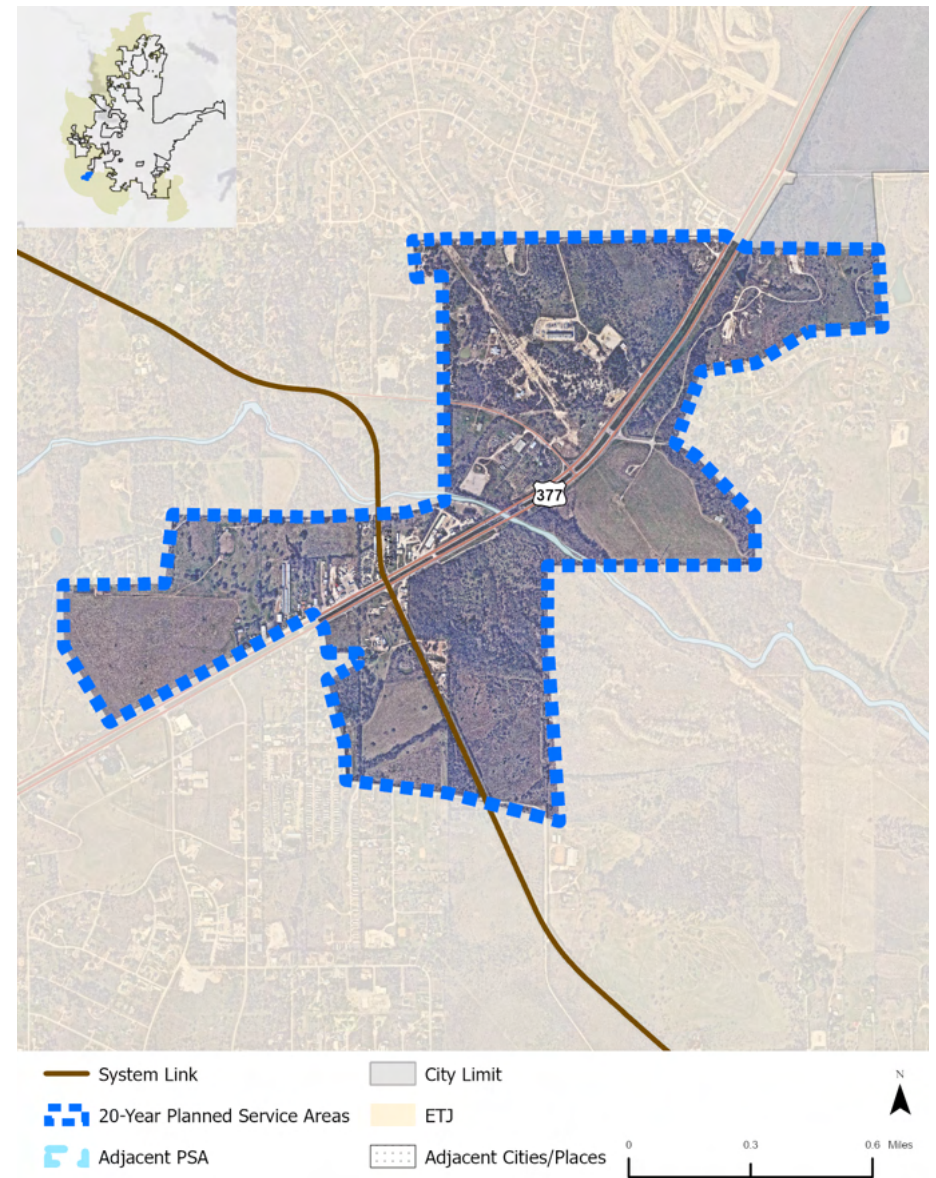 377
System Link
City Limit
N
20-Year Planned Service Areas
ETJ
Adjacent PSA
Adjacent Cities/Places
0 0.3 0.6 Miles